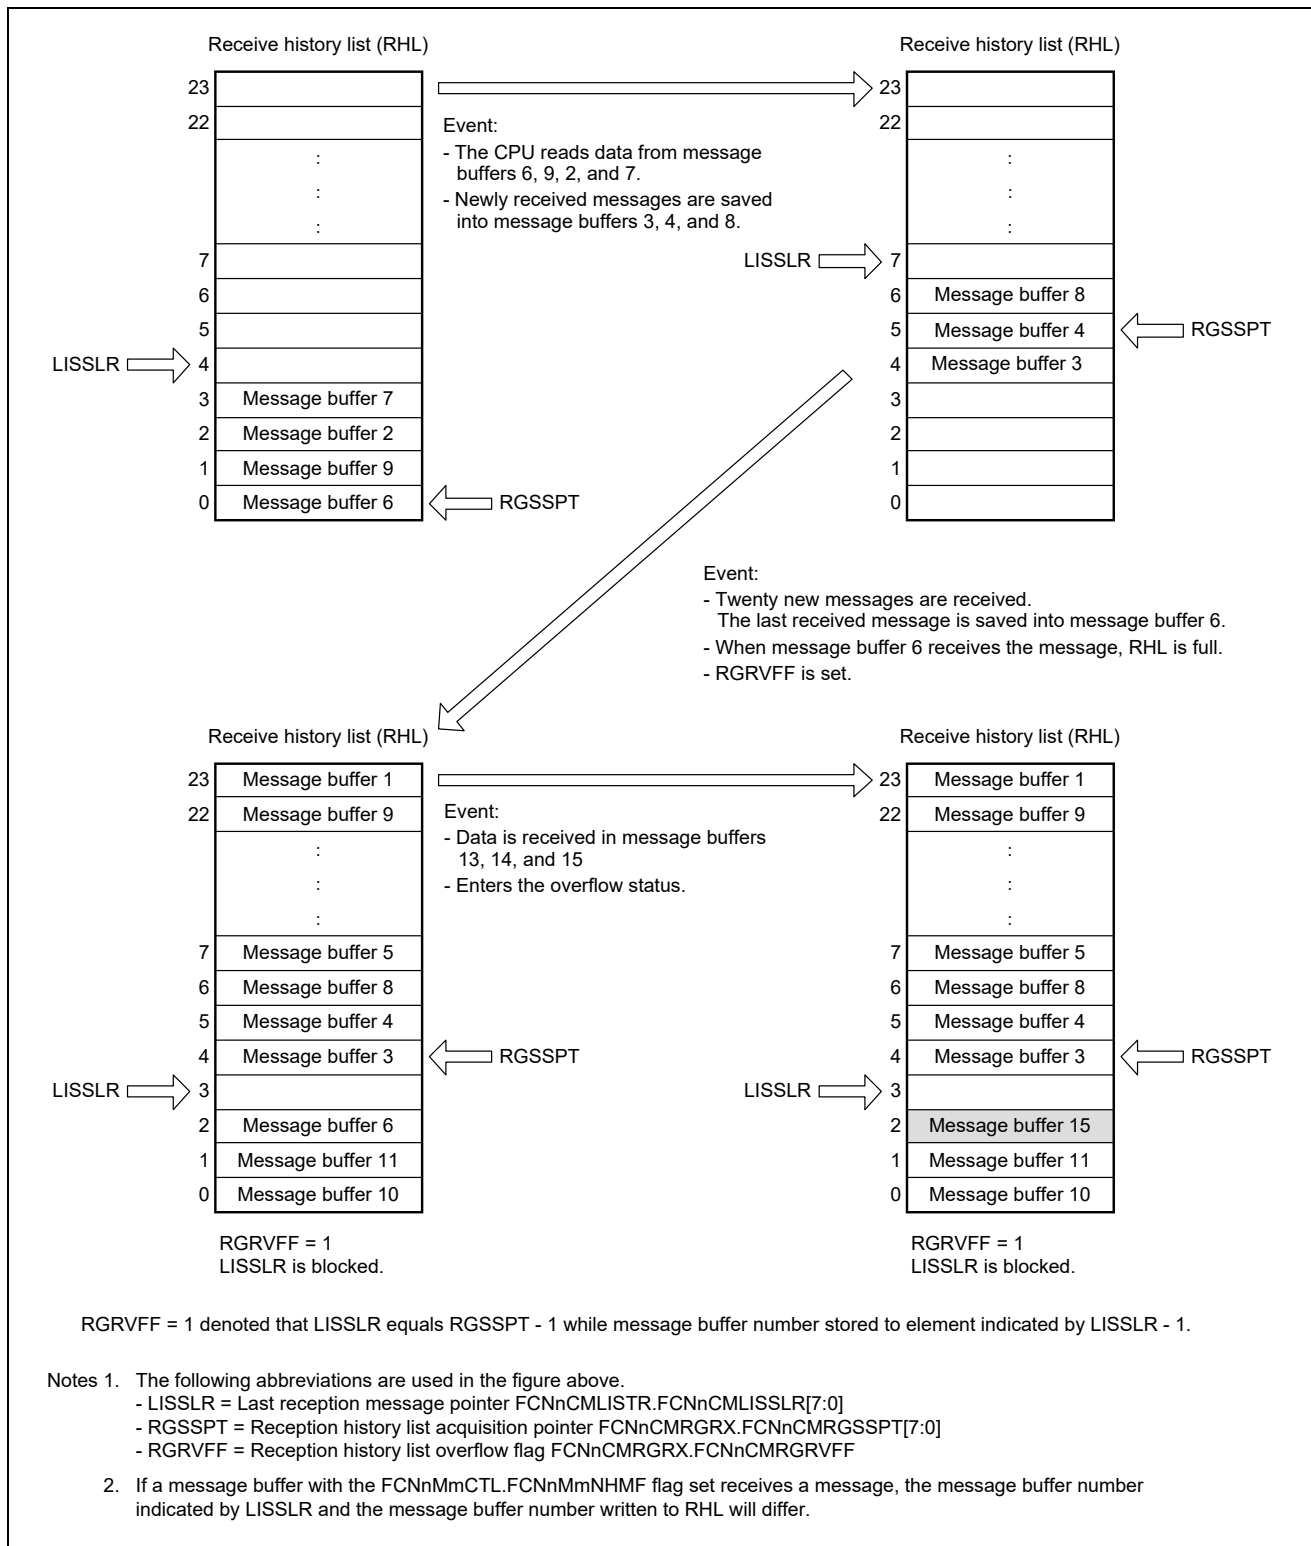 Receive history list (RHL)
23
22
:
:
:
7
6
5
LISSLR 4
3 Message buffer 7
2 Message buffer 2
1 Message buffer 9
0 Message buffer 6 RGSSPT
Event:
- The CPU reads data from message
buffers 6, 9, 2, and 7.
- Newly received messages are saved
into message buffers 3, 4, and 8.
Receive history list (RHL)
23
22
:
:
:
LISSLR 7
6 Message buffer 8
5 Message buffer 4 RGSSPT
4 Message buffer 3
3
2
1
0
Event:
- Twenty new messages are received.
The last received message is saved into message buffer 6.
- When message buffer 6 receives the message, RHL is full.
- RGRVFF is set.
Receive history list (RHL)
23 Message buffer 1
22 Message buffer 9
:
:
:
7 Message buffer 5
6 Message buffer 8
5 Message buffer 4
4 Message buffer 3 RGSSPT
LISSLR 3
2 Message buffer 6
1 Message buffer 11
0 Message buffer 10
RGRVFF = 1
LISSLR is blocked.
Event:
- Data is received in message buffers
13, 14, and 15
- Enters the overflow status.
Receive history list (RHL)
23 Message buffer 1
22 Message buffer 9
:
:
:
7 Message buffer 5
6 Message buffer 8
5 Message buffer 4
4 Message buffer 3 RGSSPT
LISSLR 3
2 Message buffer 15
1 Message buffer 11
0 Message buffer 10
RGRVFF = 1
LISSLR is blocked.
RGRVFF = 1 denoted that LISSLR equals RGSSPT - 1 while message buffer number stored to element indicated by LISSLR - 1.
Notes 1. The following abbreviations are used in the figure above.
- LISSLR = Last reception message pointer FCNnCMLISTR.FCNnCMLISSLR[7:0]
- RGSSPT = Reception history list acquisition pointer FCNnCMRGRX.FCNnCMRGSSPT[7:0]
- RGRVFF = Reception history list overflow flag FCNnCMRGRX.FCNnCMRGRVFF
2. If a message buffer with the FCNnMmCTL.FCNnMmNHMF flag set receives a message, the message buffer number
indicated by LISSLR and the message buffer number written to RHL will differ.